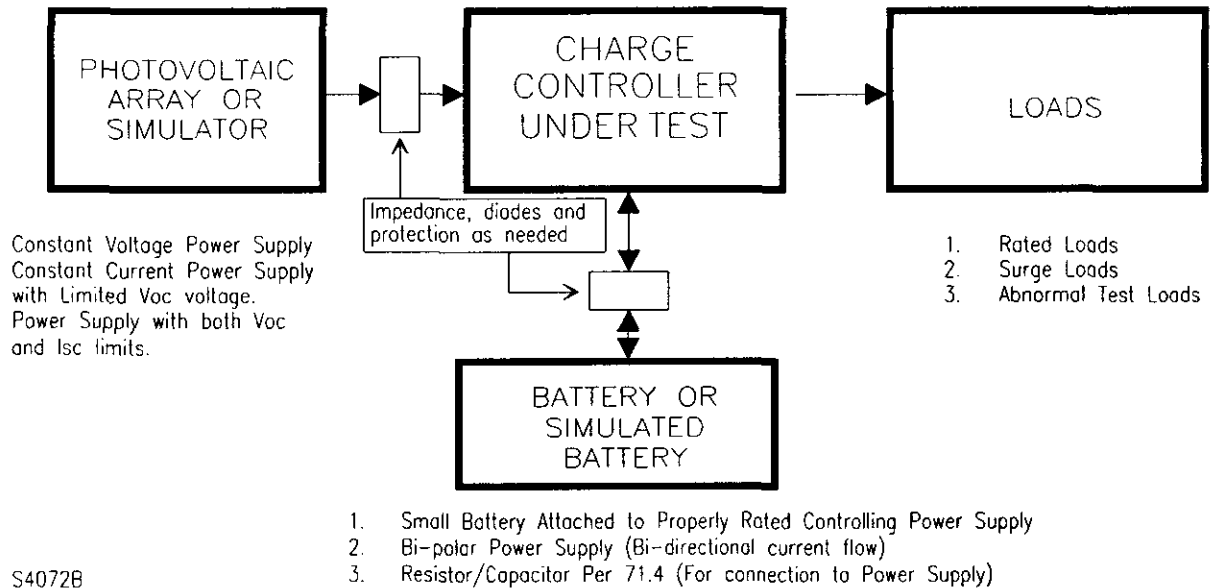 PHOTOVOLTAIC
ARRAY OR
SIMULATOR
CHARGE
CONTROLLER
UNDER TEST
LOADS
Impedance, diodes and
protection as needed
Constant Voltage Power Supply
Constant Current Power Supply
with Limited Voc voltage.
Power Supply with both Voc
and Isc limits.
1. Rated Loads
2. Surge Loads
3. Abnormal Test Loads
BATTERY OR
SIMULATED
BATTERY
1. Small Battery Attached to Properly Rated Controlling Power Supply
2. Bi-polar Power Supply (Bi-directional current flow)
3. Resistor/Capacitor Per 71.4 (For connection to Power Supply)
S4072B